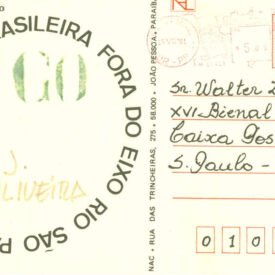 BRASILEIRA FORA DO EIXO RIO SÃO P
GO
J.
OLIVEIRA
NAC • RUA DAS TRINCHEIRAS, 275 • 58.000 • JOÃO PESSOA, PARAÍB
Sr. Walter Z
XVI-Bienal
Caixa Pos
S. Paulo -
0 1 0